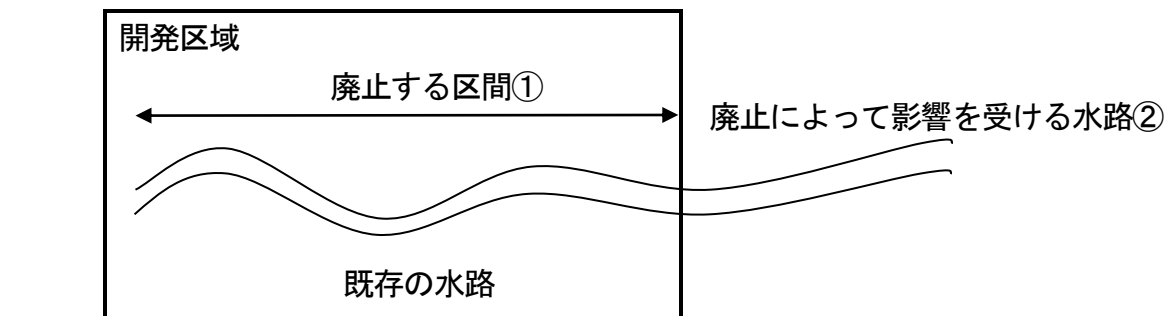 開発区域
廃止する区間①
廃止によって影響を受ける水路②
既存の水路